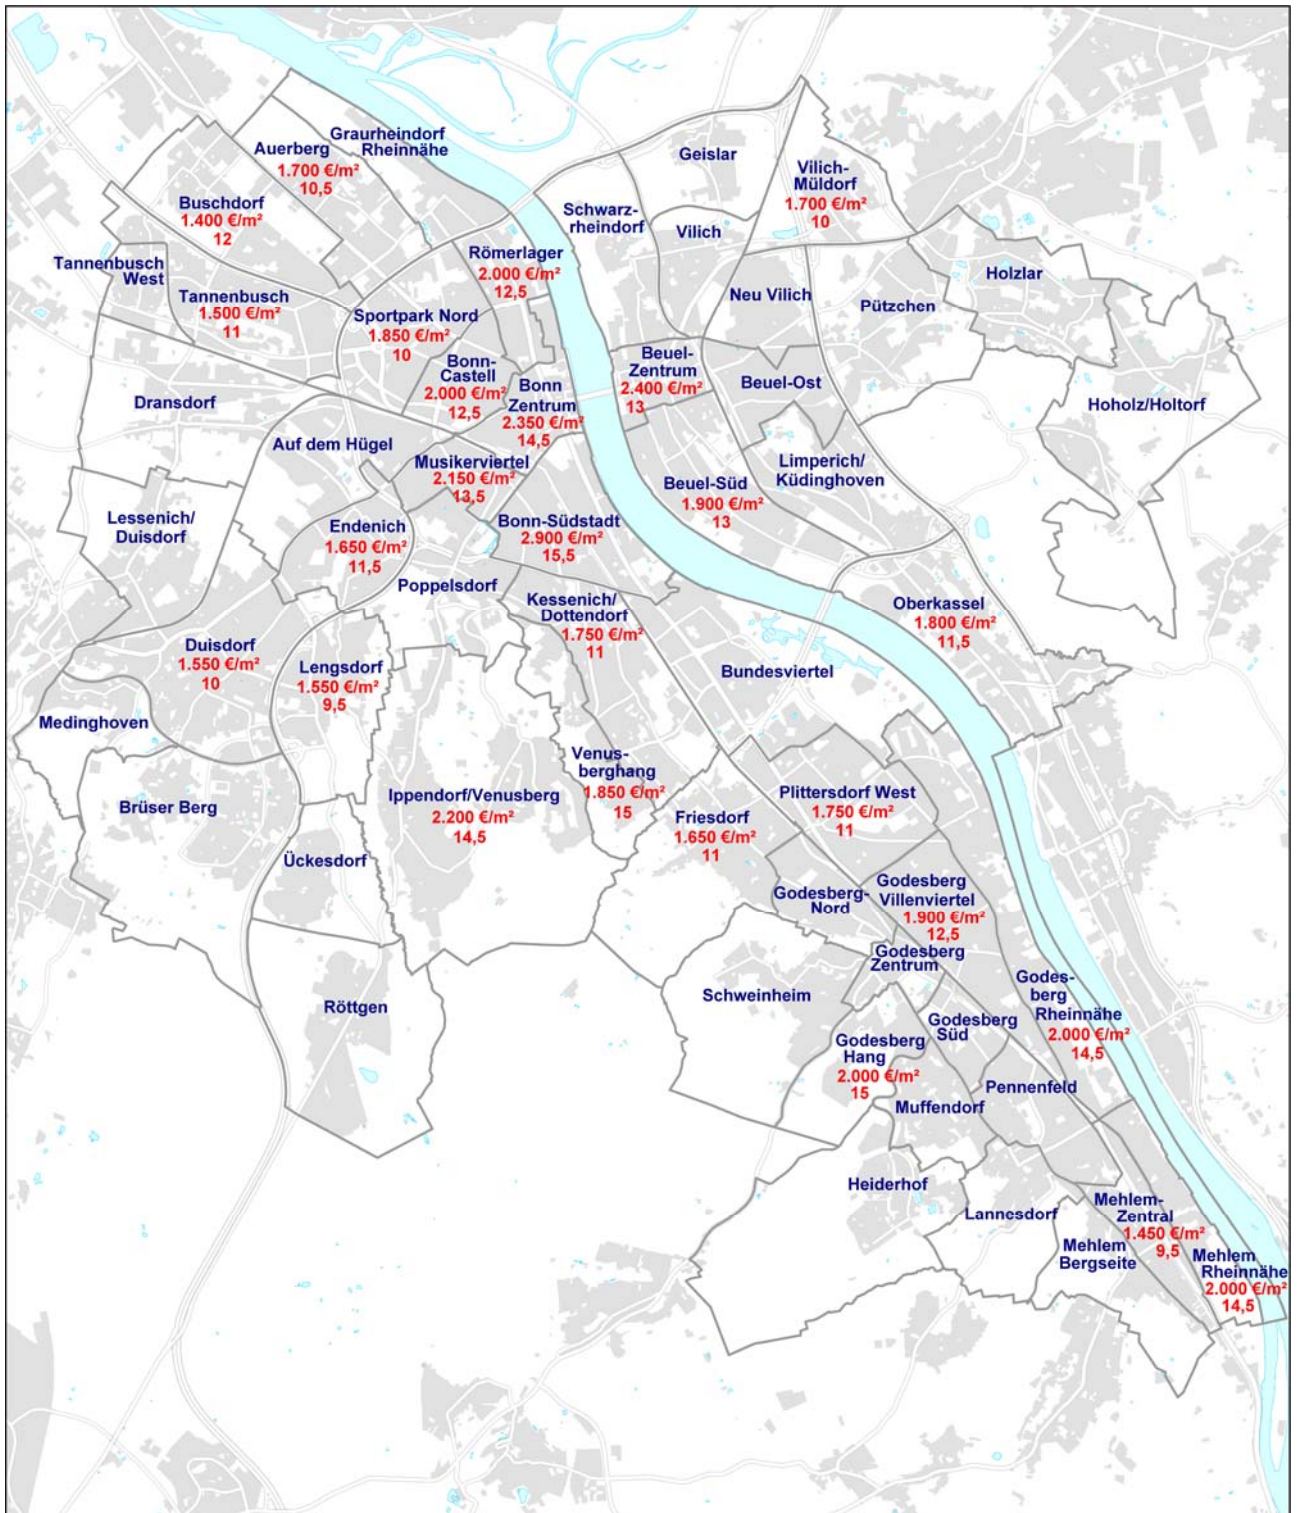 Graurheindorf
Rheinnähe
Auerberg
1.700 €/m²
10,5
Geislar
Vilich-
Müldorf
1.700 €/m²
10
Buschdorf
1.400 €/m²
12
Schwarz-
rheindorf
Vilich
Römerlager
2.000 €/m²
12,5
Tannenbusch
West
Holzlar
Tannenbusch
1.500 €/m²
11
Neu Vilich
Pützchen
Sportpark Nord
1.850 €/m²
10
Bonn-
Castell
2.000 €/m²
12,5
Beuel-
Zentrum
2.400 €/m²
13
Beuel-Ost
Bonn
Zentrum
2.350 €/m²
14,5
Dransdorf
Hoholz/Holtorf
Auf dem Hügel
Musikerviertel
2.150 €/m²
13,5
Limperich/
Küdinghoven
Beuel-Süd
1.900 €/m²
13
Lessenich/
Duisdorf
Endenich
1.650 €/m²
11,5
Bonn-Südstadt
2.900 €/m²
15,5
Poppelsdorf
Kessenich/
Dottendorf
1.750 €/m²
11
Oberkassel
1.800 €/m²
11,5
Duisdorf
1.550 €/m²
10
Lengsdorf
1.550 €/m²
9,5
Bundesviertel
Medinghoven
Venus-
berghang
1.850 €/m²
15
Brüser Berg
Ippendorf/Venusberg
2.200 €/m²
14,5
Plittersdorf West
1.750 €/m²
11
Friesdorf
1.650 €/m²
11
Ückesdorf
Godesberg-
Nord
Godesberg
Villenviertel
1.900 €/m²
12,5
Godesberg
Zentrum
Schweinheim
Godes-
berg
Rheinnähe
2.000 €/m²
14,5
Röttgen
Godesberg
Süd
Godesberg
Hang
2.000 €/m²
15
Pennenfeld
Muffendorf
Heiderhof
Lannesdorf
Mehlem-
Zentral
1.450 €/m²
9,5
Mehlem
Bergseite
Mehlem
Rheinnähe
2.000 €/m²
14,5